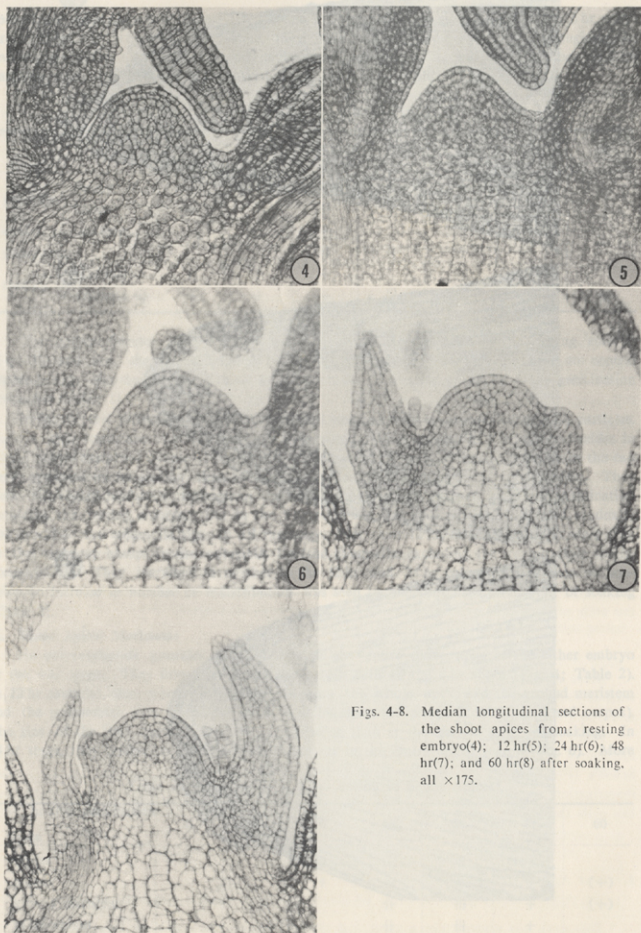 4
5
6
7
Figs. 4-8. Median longitudinal sections of
the shoot apices from: resting
embryo(4); 12 hr(5); 24 hr(6); 48
hr(7); and 60 hr(8) after soaking.
all ×175.